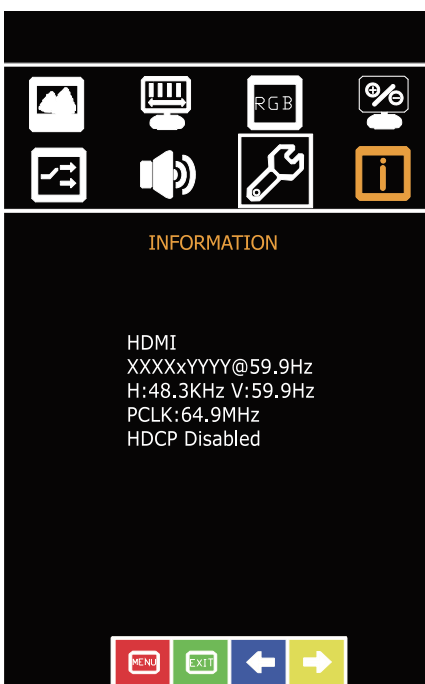 RGB
i
INFORMATION
HDMI
XXXXxYYYY@59.9Hz
H:48.3KHz V:59.9Hz
PCLK:64.9MHz
HDCP Disabled
MENU EXIT